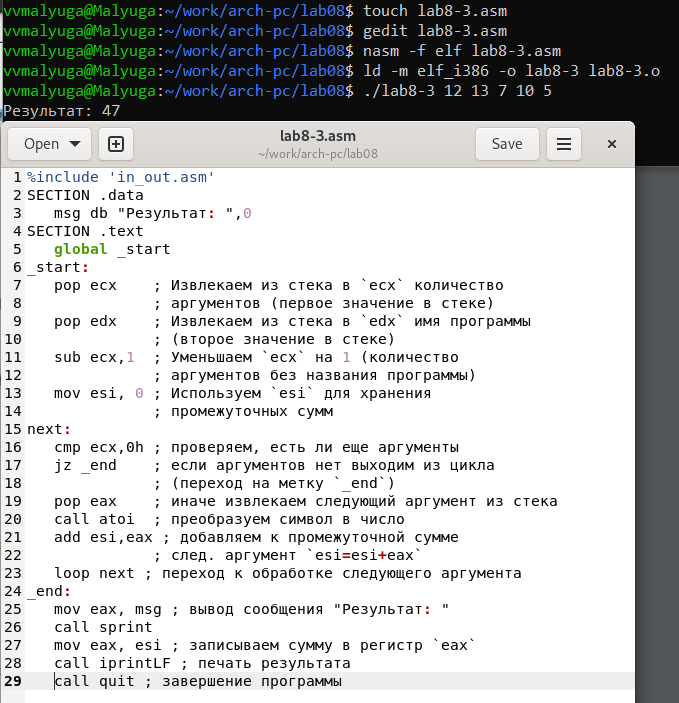 vvmalyuga@Malyuga:~/work/arch-pc/lab08$ touch lab8-3.asm
vvmalyuga@Malyuga:~/work/arch-pc/lab08$ gedit lab8-3.asm
vvmalyuga@Malyuga:~/work/arch-pc/lab08$ nasm -f elf lab8-3.asm
vvmalyuga@Malyuga:~/work/arch-pc/lab08$ ld -m elf_i386 -o lab8-3 lab8-3.o
vvmalyuga@Malyuga:~/work/arch-pc/lab08$ ./lab8-3 12 13 7 10 5
Результат: 47
Open
lab8-3.asm
~/work/arch-pc/lab08
Save
1 %include 'in_out.asm'
2 SECTION .data
3    msg db "Результат: ",0
4 SECTION .text
5    global _start
6 _start:
7    pop ecx    ; Извлекаем из стека в `ecx` количество
8               ; аргументов (первое значение в стеке)
9    pop edx    ; Извлекаем из стека в `edx` имя программы
10               ; (второе значение в стеке)
11    sub ecx,1  ; Уменьшаем `ecx` на 1 (количество
12               ; аргументов без названия программы)
13    mov esi, 0 ; Используем `esi` для хранения
14               ; промежуточных сумм
15 next:
16    cmp ecx,0h ; проверяем, есть ли еще аргументы
17    jz _end    ; если аргументов нет выходим из цикла
18               ; (переход на метку `_end`)
19    pop eax    ; иначе извлекаем следующий аргумент из стека
20    call atoi  ; преобразуем символ в число
21    add esi,eax ; добавляем к промежуточной сумме
22               ; след. аргумент `esi=esi+eax`
23    loop next ; переход к обработке следующего аргумента
24 _end:
25    mov eax, msg ; вывод сообщения "Результат: "
26    call sprint
27    mov eax, esi ; записываем сумму в регистр `eax`
28    call iprintLF ; печать результата
29    call quit ; завершение программы